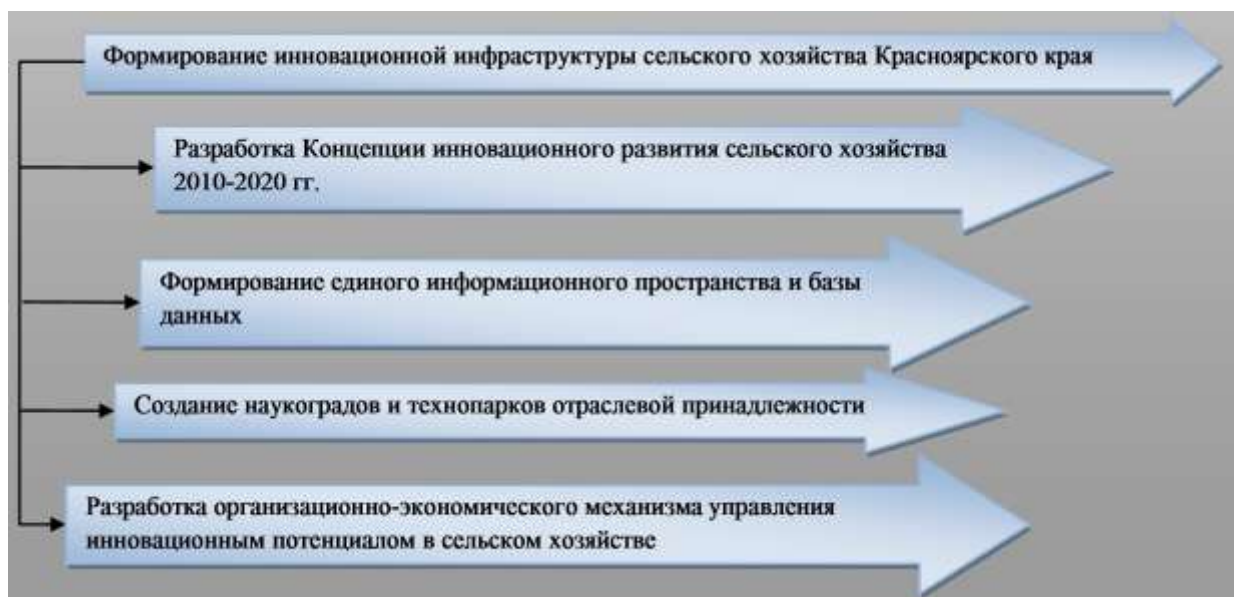 Формирование инновационной инфраструктуры сельского хозяйства Красноярского края
Разработка Концепции инновационного развития сельского хозяйства
2010-2020 гг.
Формирование единого информационного пространства и базы
данных
Создание наукоградов и технопарков отраслевой принадлежности
Разработка организационно-экономического механизма управления
инновационным потенциалом в сельском хозяйстве